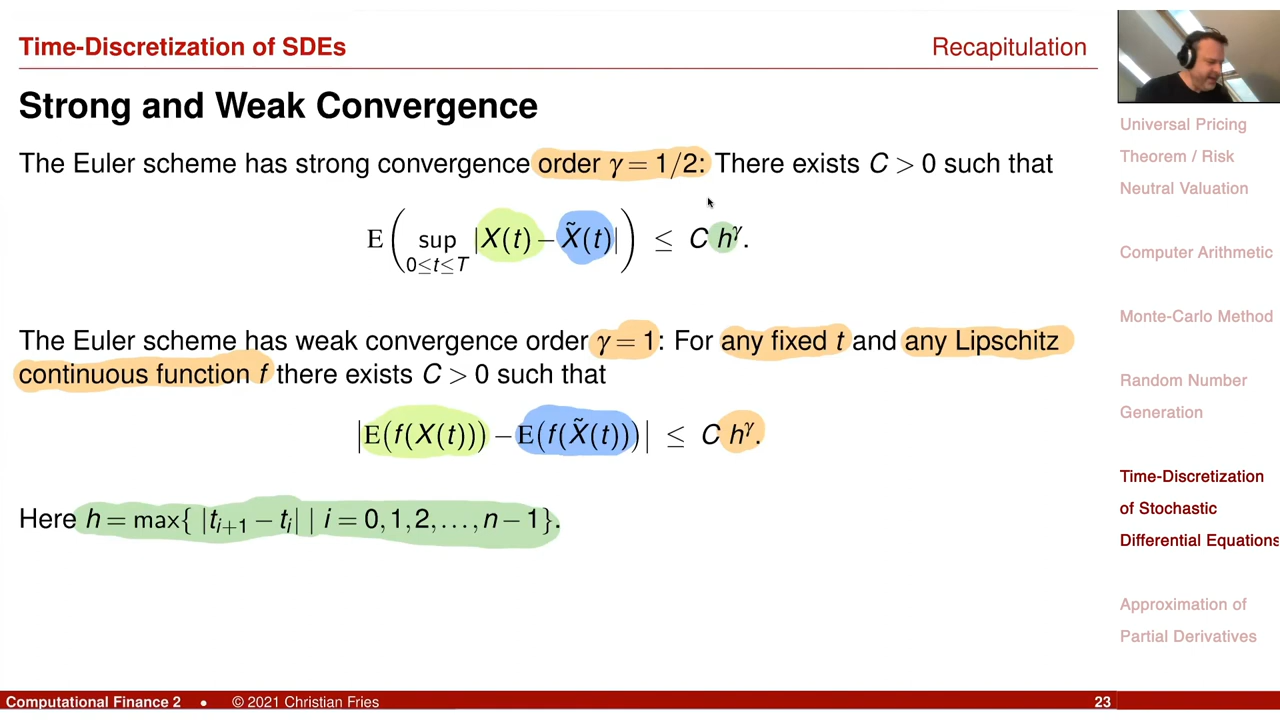 Time-Discretization of SDEs
Recapitulation
Strong and Weak Convergence
The Euler scheme has strong convergence order γ = 1/2: There exists C > 0 such that
E( sup |X(t) − X̃(t)| ) ≤ C h^γ.
0≤t≤T
The Euler scheme has weak convergence order γ = 1: For any fixed t and any Lipschitz
continuous function f there exists C > 0 such that
|E(f(X(t))) − E(f(X̃(t)))| ≤ C h^γ.
Here h = max{ |t_{i+1} − t_i| | i = 0, 1, 2, …, n − 1}.
Universal Pricing
Theorem / Risk
Neutral Valuation
Computer Arithmetic
Monte-Carlo Method
Random Number
Generation
Time-Discretization
of Stochastic
Differential Equations
Approximation of
Partial Derivatives
Computational Finance 2 • © 2021 Christian Fries
23